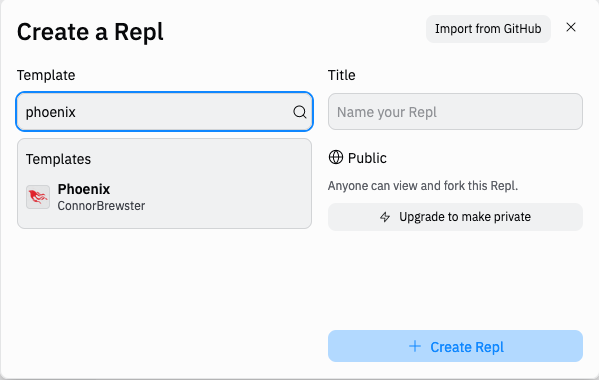 Create a Repl
Import from GitHub
Template
phoenix
Templates
Phoenix
ConnorBrewster
Title
Name your Repl
Public
Anyone can view and fork this Repl.
Upgrade to make private
Create Repl